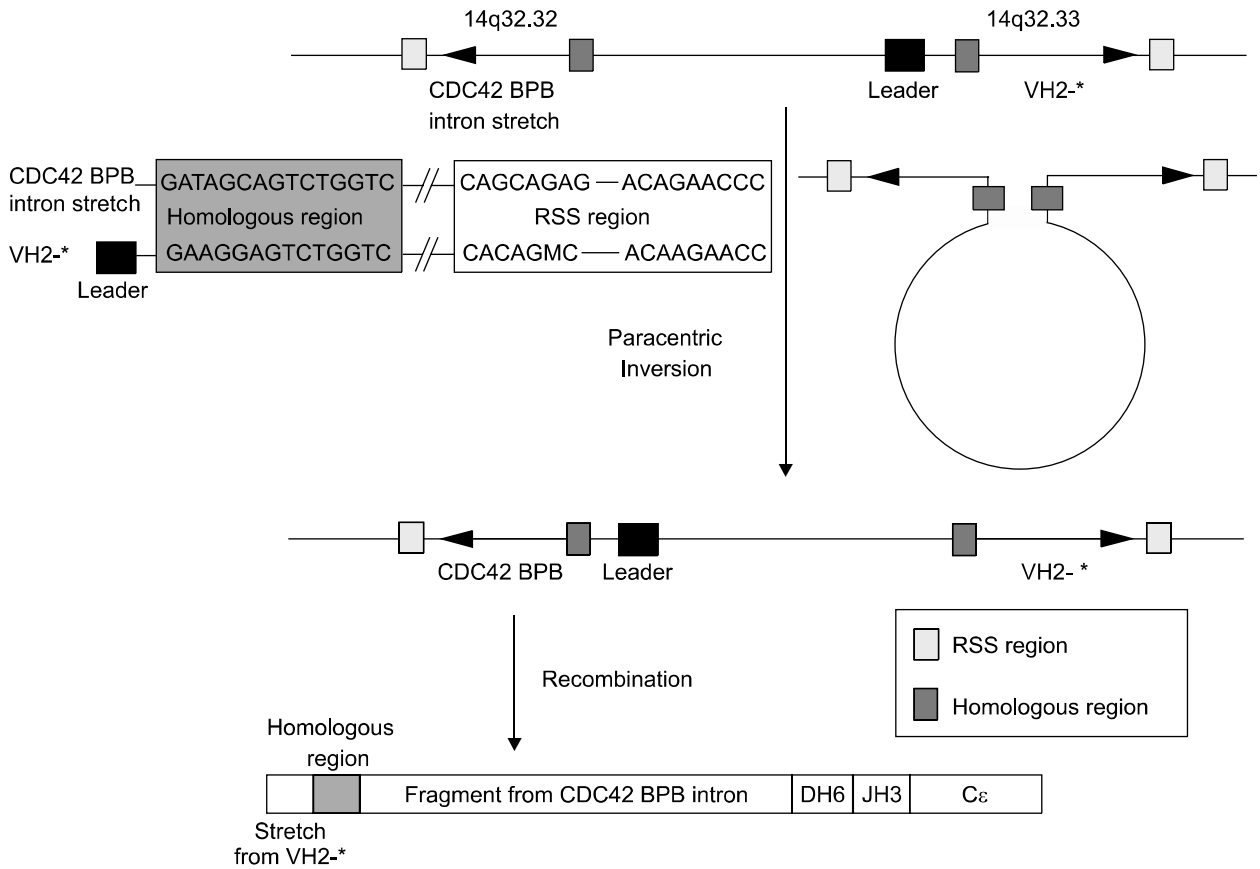 14q32.32
14q32.33
CDC42 BPB
intron stretch
Leader
VH2-*
CDC42 BPB
intron stretch
GATAGCAGTCTGGTC
CAGCAGAG
ACAGAACCC
Homologous region
RSS region
VH2-*
GAAGGAGTCTGGTC
CACAGMC
ACAAGAACC
Leader
Paracentric
Inversion
CDC42 BPB
Leader
VH2- *
RSS region
Homologous region
Recombination
Homologous
region
Fragment from CDC42 BPB intron
DH6
JH3
Cε
Stretch
from VH2-*